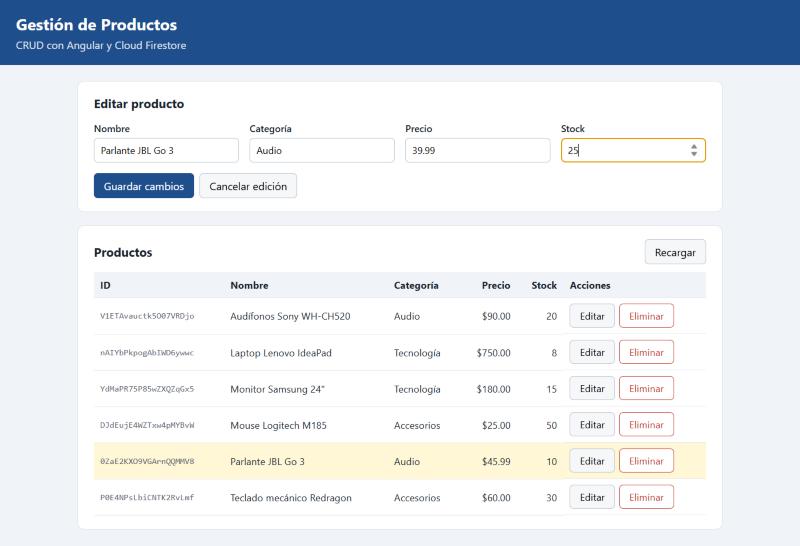 Gestión de Productos
CRUD con Angular y Cloud Firestore
Editar producto
Nombre Categoría Precio Stock
Parlante JBL Go 3 Audio 39.99 25
Guardar cambios Cancelar edición
Productos Recargar
ID Nombre Categoría Precio Stock Acciones
V1ETAvauctk5O07VRDjo Audífonos Sony WH-CH520 Audio $90.00 20 Editar Eliminar
nAIYbPkpogAbIWD6ywwc Laptop Lenovo IdeaPad Tecnología $750.00 8 Editar Eliminar
YdMaPR75P85wZXQZqGx5 Monitor Samsung 24" Tecnología $180.00 15 Editar Eliminar
DJdEujE4WZTxw4pMYBvW Mouse Logitech M185 Accesorios $25.00 50 Editar Eliminar
0ZaE2KXO9VGArnQQMMV8 Parlante JBL Go 3 Audio $45.99 10 Editar Eliminar
P0E4NPsLbiCNTK2RvLmf Teclado mecánico Redragon Accesorios $60.00 30 Editar Eliminar